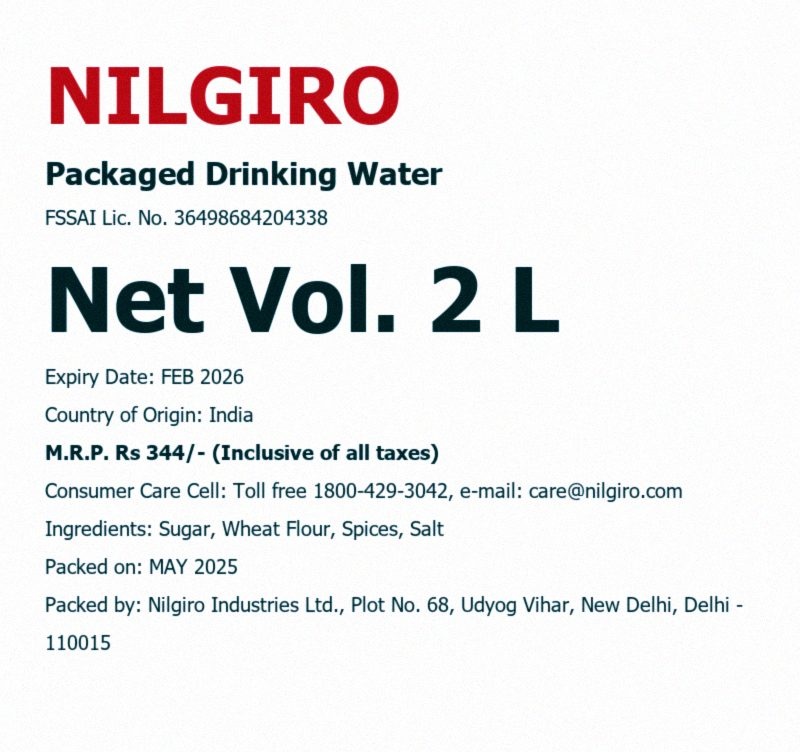 NILGIRO
Packaged Drinking Water
FSSAI Lic. No. 36498684204338
Net Vol. 2 L
Expiry Date: FEB 2026
Country of Origin: India
M.R.P. Rs 344/- (Inclusive of all taxes)
Consumer Care Cell: Toll free 1800-429-3042, e-mail: care@nilgiro.com
Ingredients: Sugar, Wheat Flour, Spices, Salt
Packed on: MAY 2025
Packed by: Nilgiro Industries Ltd., Plot No. 68, Udyog Vihar, New Delhi, Delhi -
110015